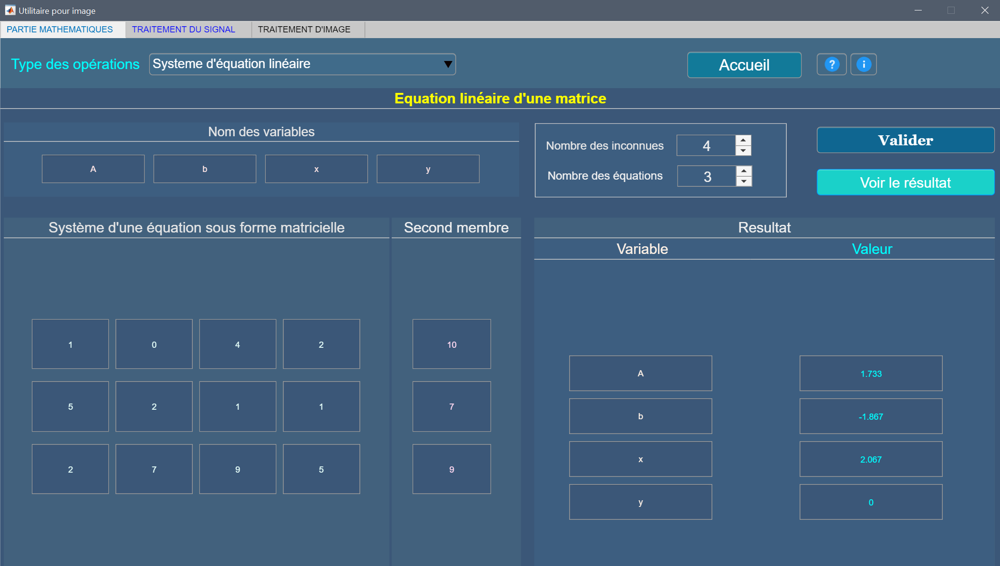 Utilitaire pour image
PARTIE MATHEMATIQUES TRAITEMENT DU SIGNAL TRAITEMENT D'IMAGE
Type des opérations Systeme d'équation linéaire Accueil ? i
Equation linéaire d'une matrice
Nom des variables
A b x y
Nombre des inconnues 4
Nombre des équations 3
Valider
Voir le résultat
Système d'une équation sous forme matricielle
1 0 4 2
5 2 1 1
2 7 9 5
Second membre
10
7
9
Resultat
Variable Valeur
A 1.733
b -1.867
x 2.067
y 0